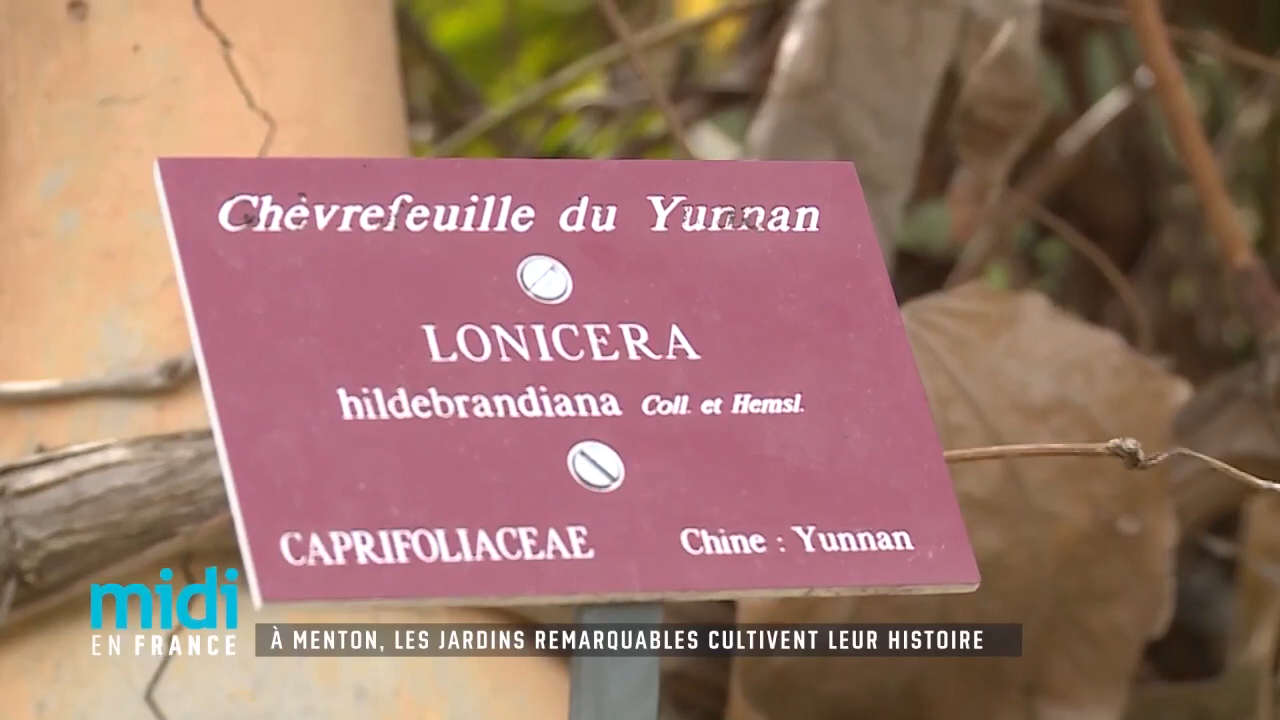 Chèvrefeuille du Yunnan
LONICERA
hildebrandiana Coll. et Hemsl.
CAPRIFOLIACEAE Chine : Yunnan
midi
EN FRANCE
À MENTON, LES JARDINS REMARQUABLES CULTIVENT LEUR HISTOIRE